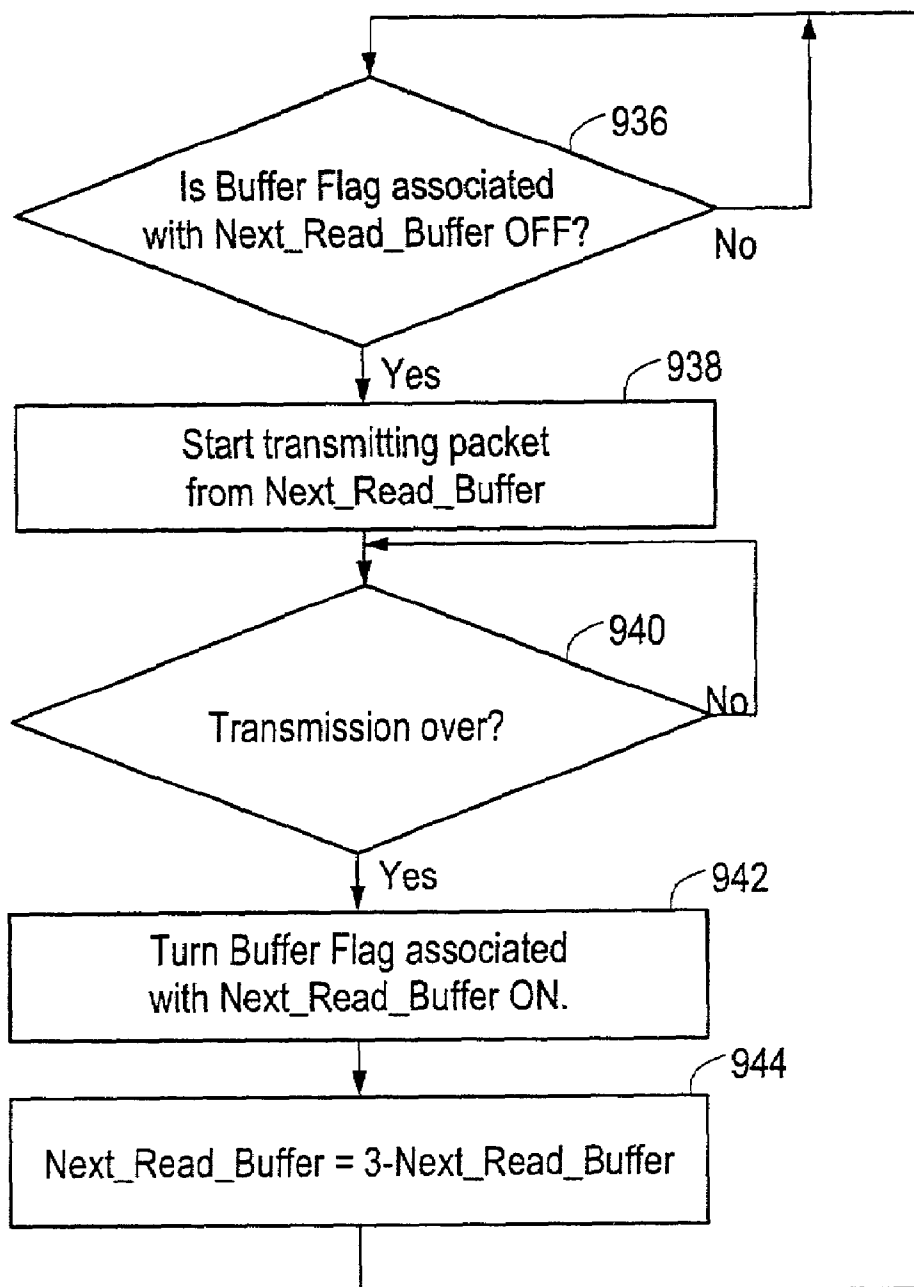 936
Is Buffer Flag associated
with Next_Read_Buffer OFF?
No
Yes
938
Start transmitting packet
from Next_Read_Buffer
940
Transmission over?
No
Yes
942
Turn Buffer Flag associated
with Next_Read_Buffer ON.
944
Next_Read_Buffer = 3-Next_Read_Buffer